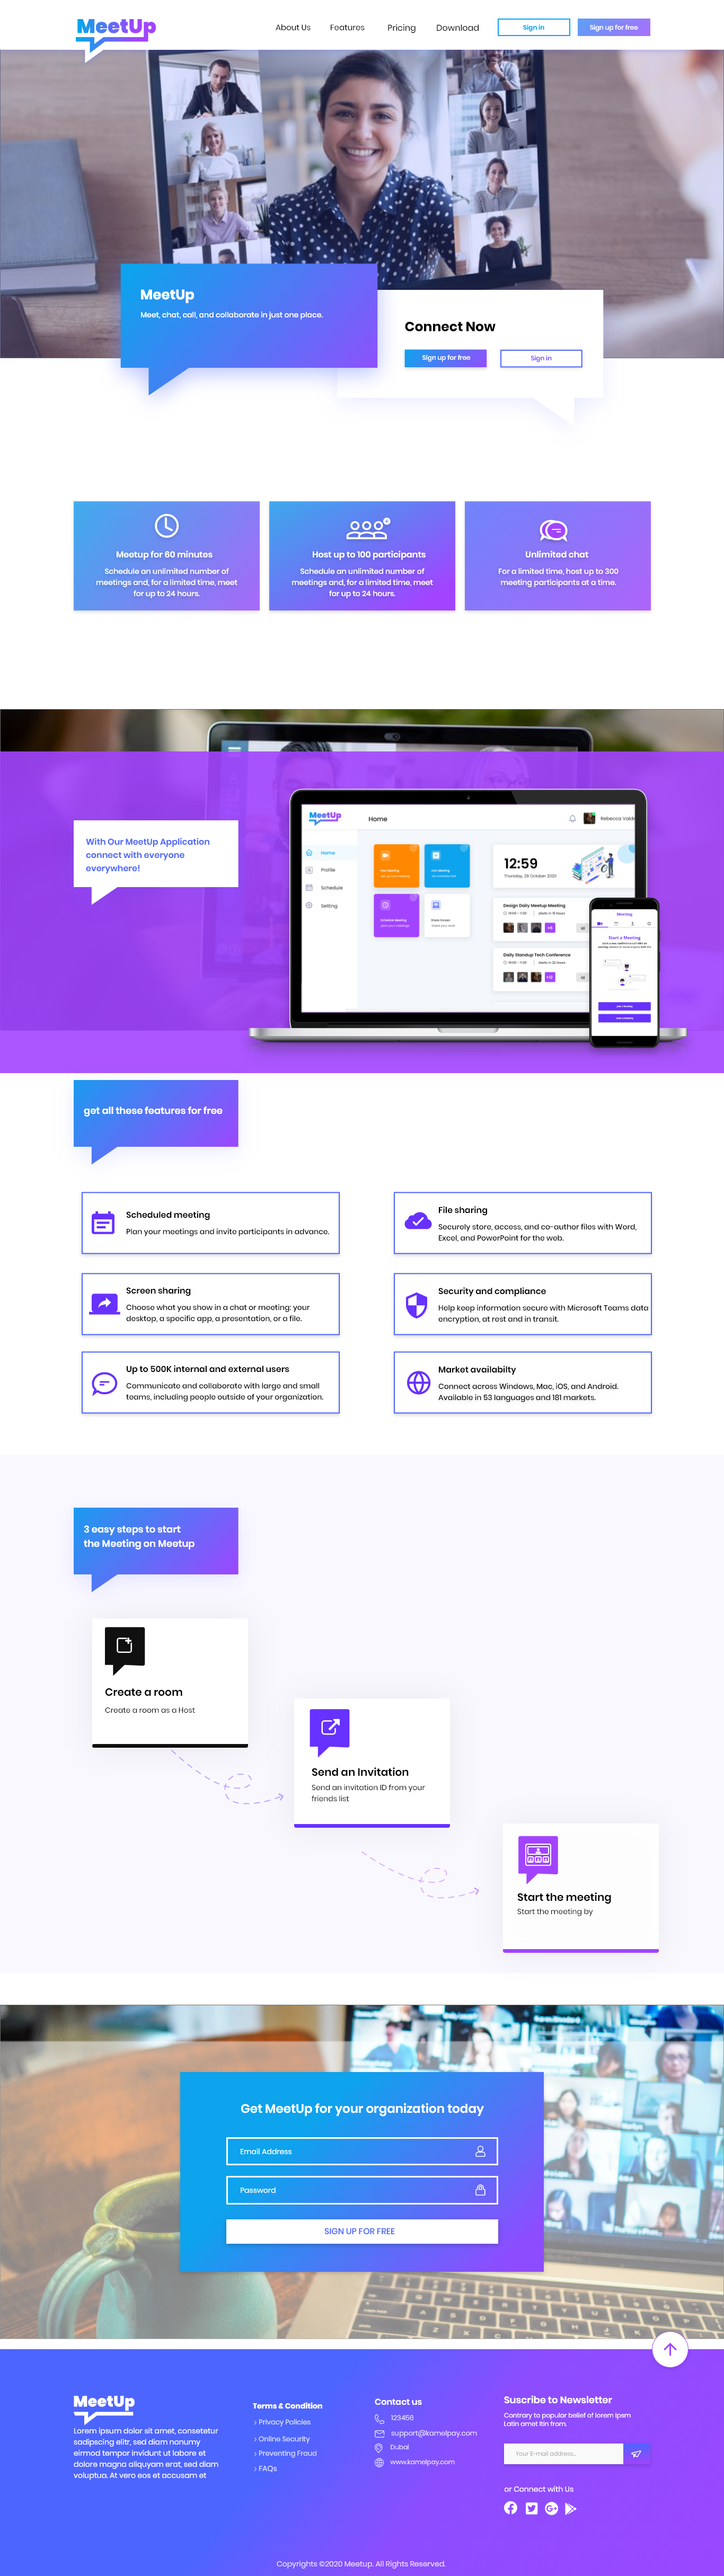 MeetUp
About Us
Features
Pricing
Download
Sign in
Sign up for free
MeetUp
Meet, chat, call, and collaborate in just one place.
Connect Now
Sign up for free
Sign in
Meetup for 60 minutes
Schedule an unlimited number of
meetings and, for a limited time, meet
for up to 24 hours.
Host up to 100 participants
Schedule an unlimited number of
meetings and, for a limited time, meet
for up to 24 hours.
Unlimited chat
For a limited time, host up to 300
meeting participants at a time.
With Our MeetUp Application
connect with everyone
everywhere!
MeetUp
Home
Rebecca
Home
Profile
Schedule
Setting
12:59
Thursday, 29 October 2020
Design Daily Meetup Meeting
Daily Standup Tech Conference
Meeting
Start a Meeting
get all these features for free
Scheduled meeting
Plan your meetings and invite participants in advance.
File sharing
Securely store, access, and co-author files with Word,
Excel, and PowerPoint for the web.
Screen sharing
Choose what you show in a chat or meeting: your
desktop, a specific app, a presentation, or a file.
Security and compliance
Help keep information secure with Microsoft Teams data
encryption, at rest and in transit.
Up to 500K internal and external users
Communicate and collaborate with large and small
teams, including people outside of your organization.
Market availabilty
Connect across Windows, Mac, iOS, and Android.
Available in 53 languages and 181 markets.
3 easy steps to start
the Meeting on Meetup
Create a room
Create a room as a Host
Send an Invitation
Send an invitation ID from your
friends list
Start the meeting
Start the meeting by
Get MeetUp for your organization today
Email Address
Password
SIGN UP FOR FREE
MeetUp
Lorem ipsum dolor sit amet, consetetur
sadipscing elitr, sed diam nonumy
eirmod tempor invidunt ut labore et
dolore magna aliquyam erat, sed diam
voluptua. At vero eos et accusam et
Terms & Condition
› Privacy Policies
› Online Security
› Preventing Fraud
› FAQs
Contact us
123456
support@kamelpay.com
Dubai
www.kamelpay.com
Suscribe to Newsletter
Contrary to popular belief of lorem Ipsm
Latin amet ltin from.
Your E-mail address..
or Connect with Us
Copyrights ©2020 Meetup. All Rights Reserved.